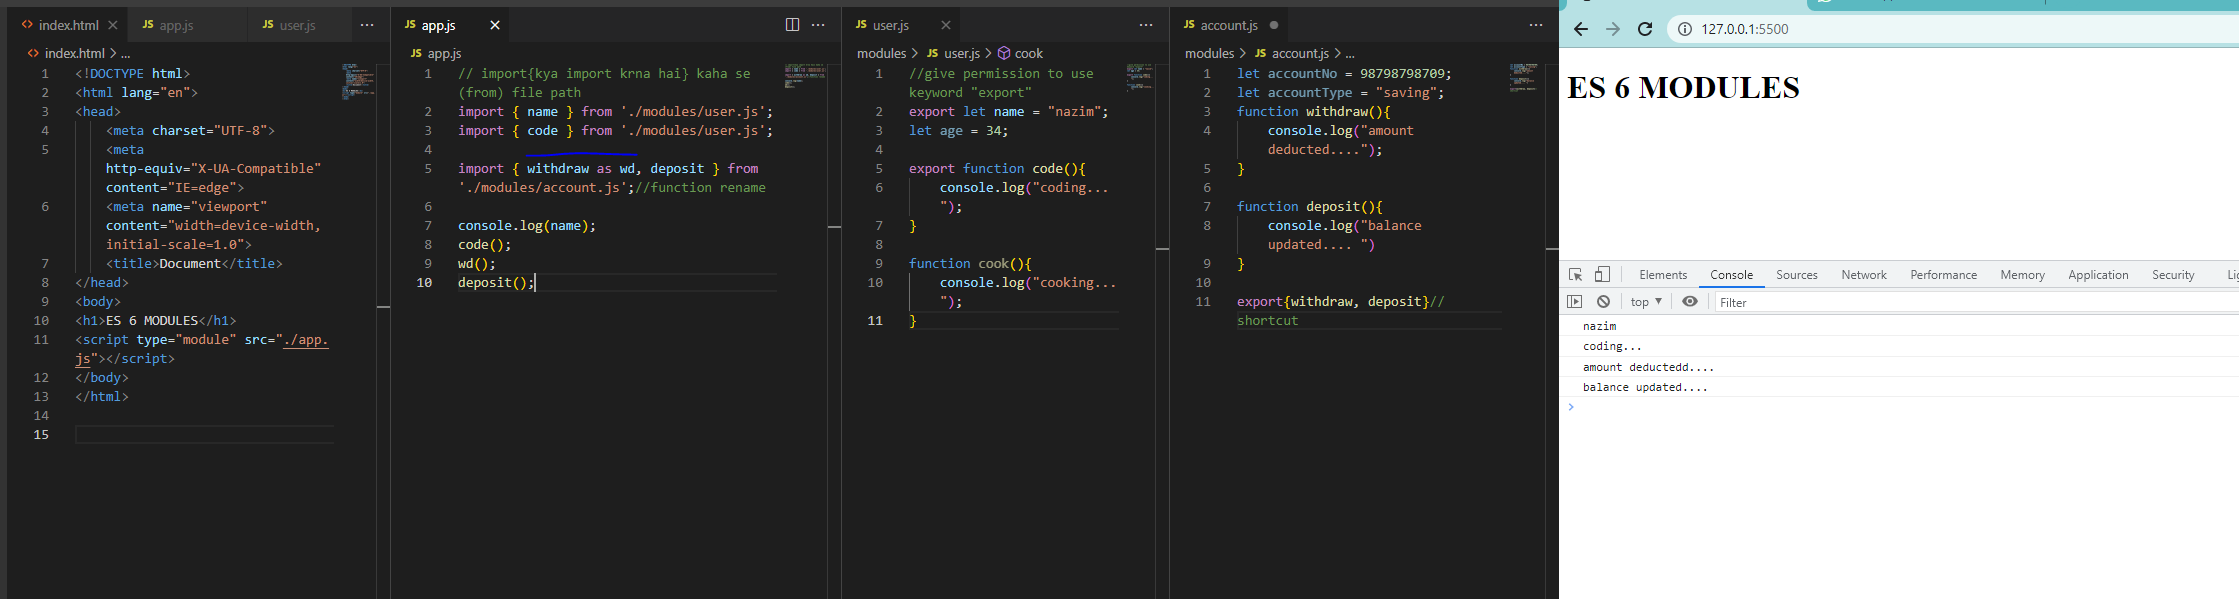 index.html
app.js
user.js
index.html > ...
1 <!DOCTYPE html>
2 <html lang="en">
3 <head>
4 <meta charset="UTF-8">
5 <meta
http-equiv="X-UA-Compatible"
content="IE=edge">
6 <meta name="viewport"
content="width=device-width,
initial-scale=1.0">
7 <title>Document</title>
8 </head>
9 <body>
10 <h1>ES 6 MODULES</h1>
11 <script type="module" src="./app.
js"></script>
12 </body>
13 </html>
14
15
JS app.js
JS app.js
1 // import{kya import krna hai} kaha se
(from) file path
2 import { name } from './modules/user.js';
3 import { code } from './modules/user.js';
4
5 import { withdraw as wd, deposit } from
'./modules/account.js';//function rename
6
7 console.log(name);
8 code();
9 wd();
10 deposit();
JS user.js
modules > JS user.js > cook
1 //give permission to use
keyword "export"
2 export let name = "nazim";
3 let age = 34;
4
5 export function code(){
6 console.log("coding...
");
7 }
8
9 function cook(){
10 console.log("cooking...
");
11 }
JS account.js
modules > JS account.js > ...
1 let accountNo = 98798798709;
2 let accountType = "saving";
3 function withdraw(){
4 console.log("amount
deducted....");
5 }
6
7 function deposit(){
8 console.log("balance
updated.... ")
9 }
10
11 export{withdraw, deposit}//
shortcut
127.0.0.1:5500
ES 6 MODULES
Elements Console Sources Network Performance Memory Application Security
top Filter
nazim
coding...
amount deductedd....
balance updated....